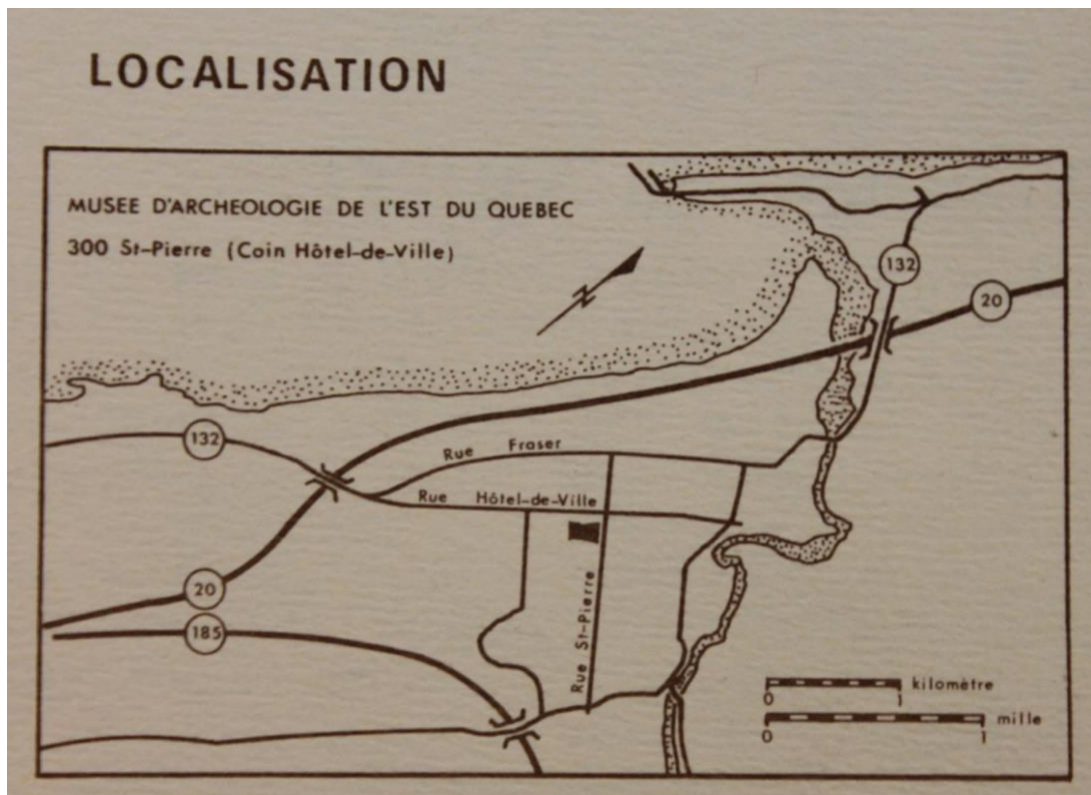 LOCALISATION
MUSEE D'ARCHEOLOGIE DE L'EST DU QUEBEC
300 St-Pierre (Coin Hôtel-de-Ville)
N
132
20
132
Rue Fraser
Rue Hôtel-de-Ville
20
185
Rue St-Pierre
kilomètre
0 1
mille
0 1